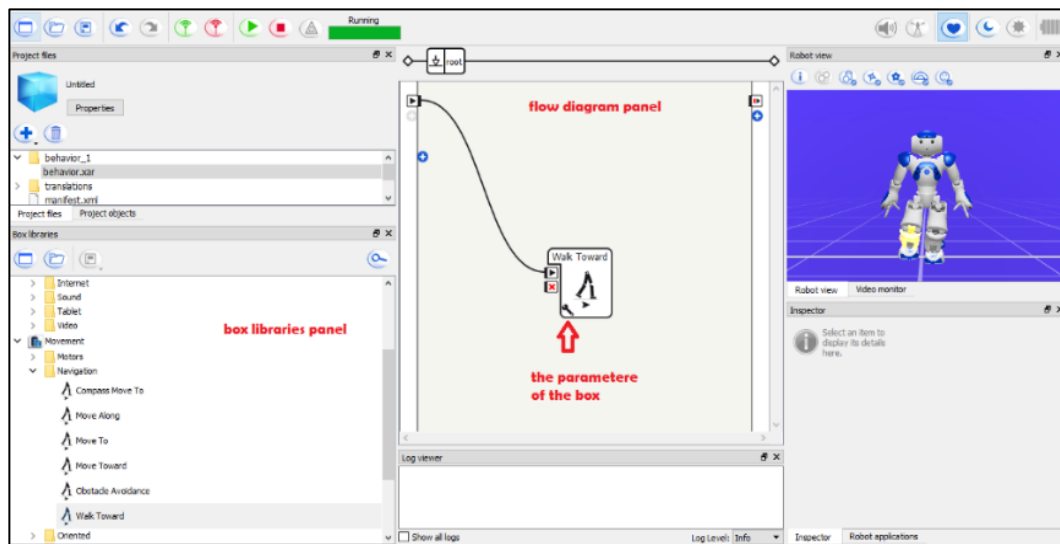 Running
Project files
Untitled
Properties
behavior_1
behavior.xar
translations
manifest.xml
Project files
Project objects
Box libraries
Internet
Sound
Tablet
Video
Movement
Motors
Navigation
Compass Move To
Move Along
Move To
Move Toward
Obstacle Avoidance
Walk Toward
Oriented
box libraries panel
root
flow diagram panel
Walk Toward
the parametere
of the box
Log viewer
Show all logs
Log Level: Info
Robot view
Robot view
Video monitor
Inspector
Select an item to
display its details
here.
Inspector
Robot applications